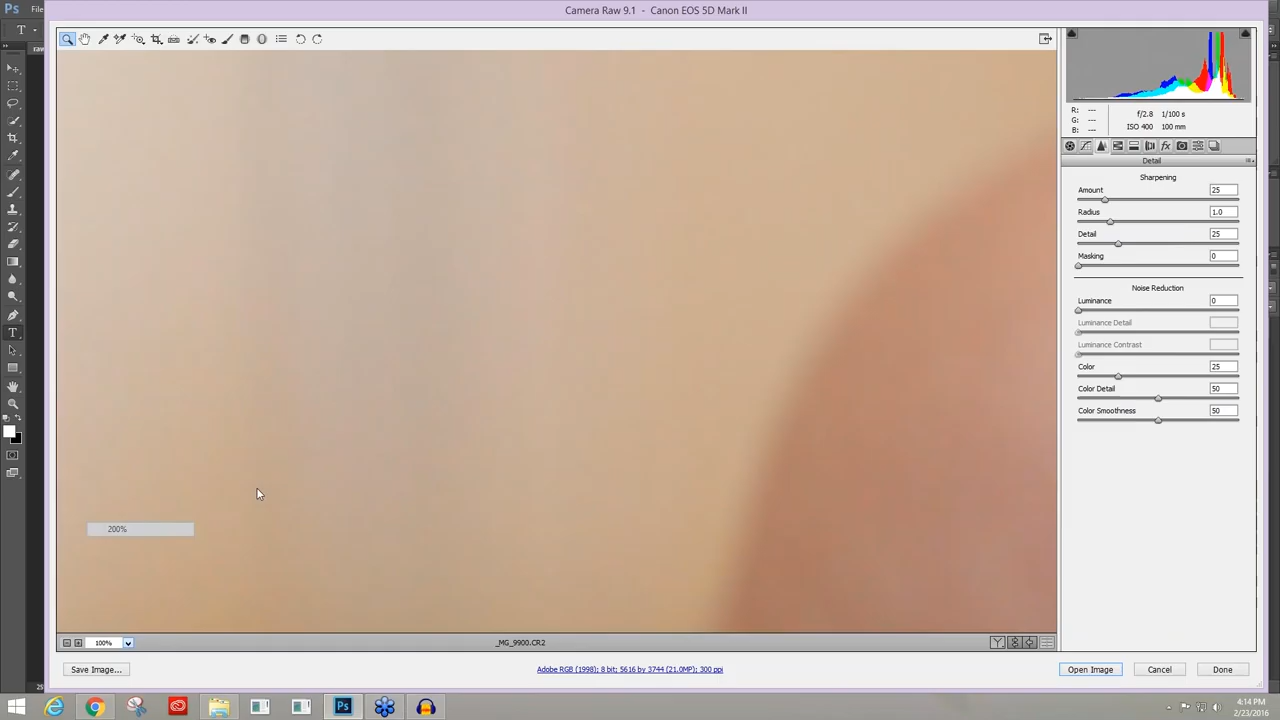 Camera Raw 9.1 - Canon EOS 5D Mark II
Ps
T
R: ---
G: ---
B: ---
f/2.8 1/100 s
ISO 400 100 mm
fx
Detail
Sharpening
Amount 25
Radius 1.0
Detail 25
Masking 0
Noise Reduction
Luminance 0
Luminance Detail
Luminance Contrast
Color 25
Color Detail 50
Color Smoothness 50
200%
100%
_MG_9900.CR2
Y
Save Image...
Adobe RGB (1998); 8 bit; 5616 by 3744 (21.0MP); 300 ppi
Open Image
Cancel
Done
Ps
4:14 PM
2/23/2016